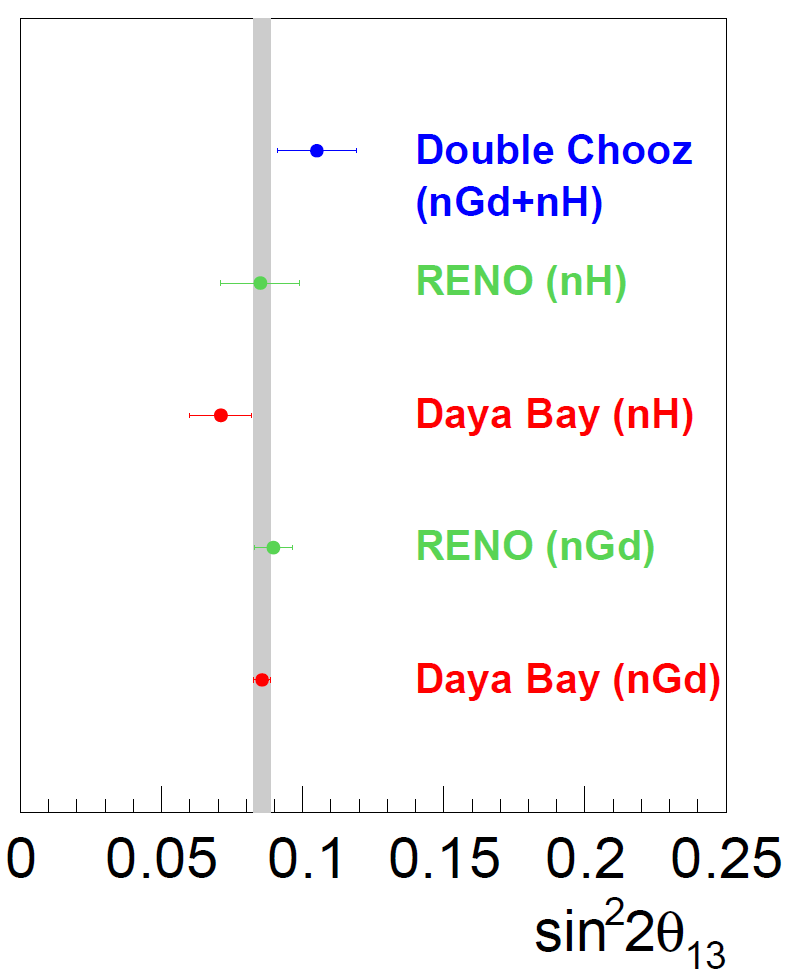 Double Chooz
(nGd+nH)
RENO (nH)
Daya Bay (nH)
RENO (nGd)
Daya Bay (nGd)
0 0.05 0.1 0.15 0.2 0.25
sin²2θ₁₃